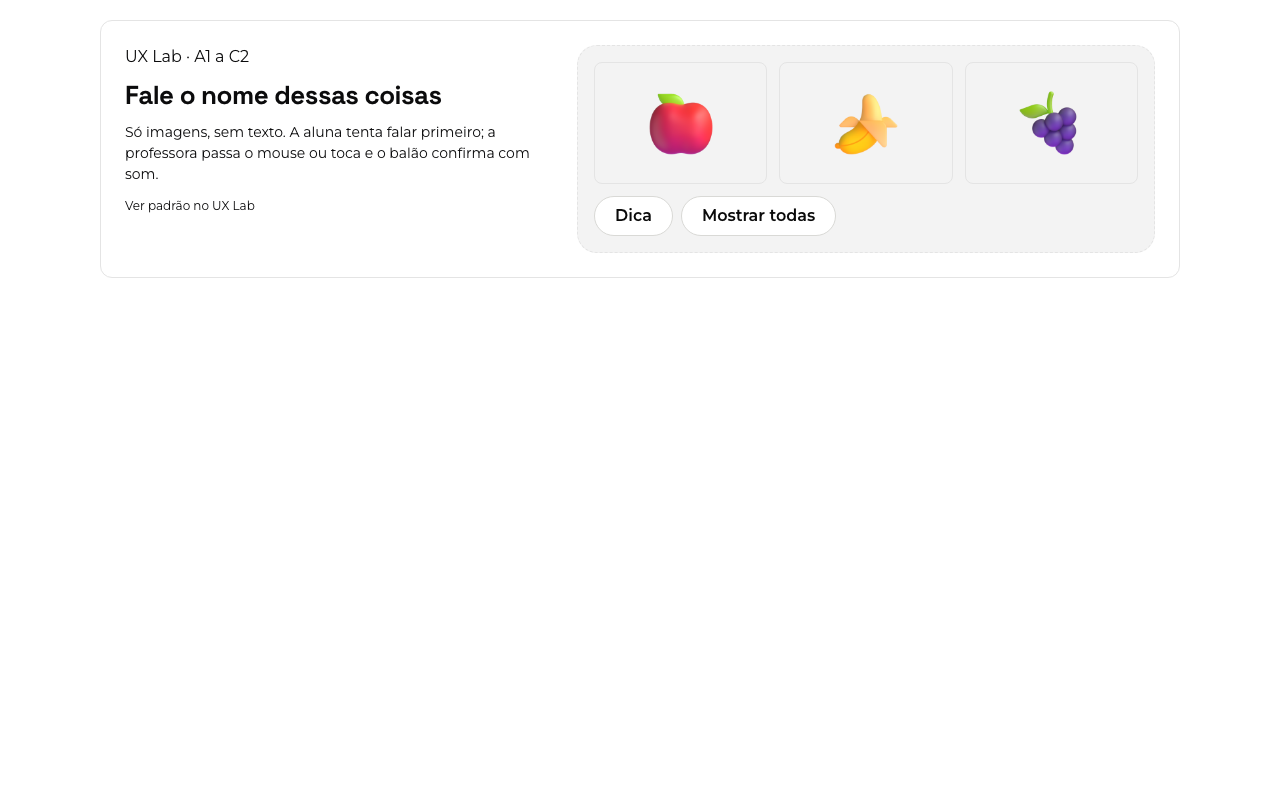 UX Lab · A1 a C2
Fale o nome dessas coisas
Só imagens, sem texto. A aluna tenta falar primeiro; a
professora passa o mouse ou toca e o balão confirma com
som.
Ver padrão no UX Lab
Dica
Mostrar todas